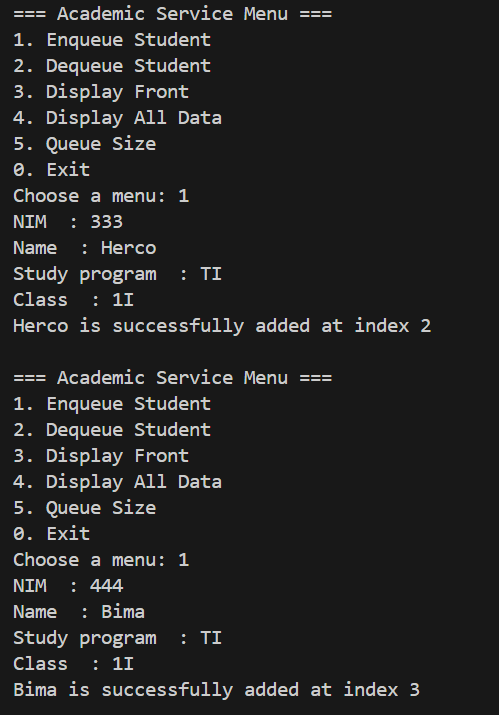 === Academic Service Menu ===
1. Enqueue Student
2. Dequeue Student
3. Display Front
4. Display All Data
5. Queue Size
0. Exit
Choose a menu: 1
NIM  : 333
Name  : Herco
Study program  : TI
Class  : 1I
Herco is successfully added at index 2

=== Academic Service Menu ===
1. Enqueue Student
2. Dequeue Student
3. Display Front
4. Display All Data
5. Queue Size
0. Exit
Choose a menu: 1
NIM  : 444
Name  : Bima
Study program  : TI
Class  : 1I
Bima is successfully added at index 3